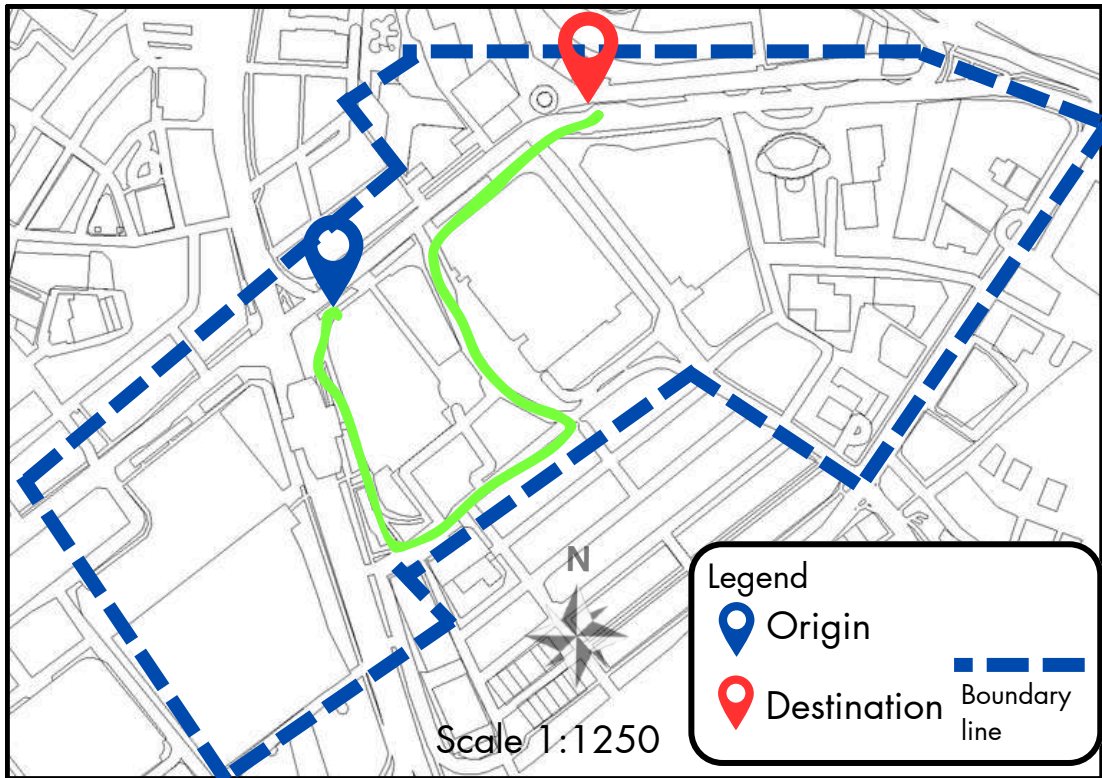 N
Scale 1:1250
Legend
Origin
Destination
Boundary
line